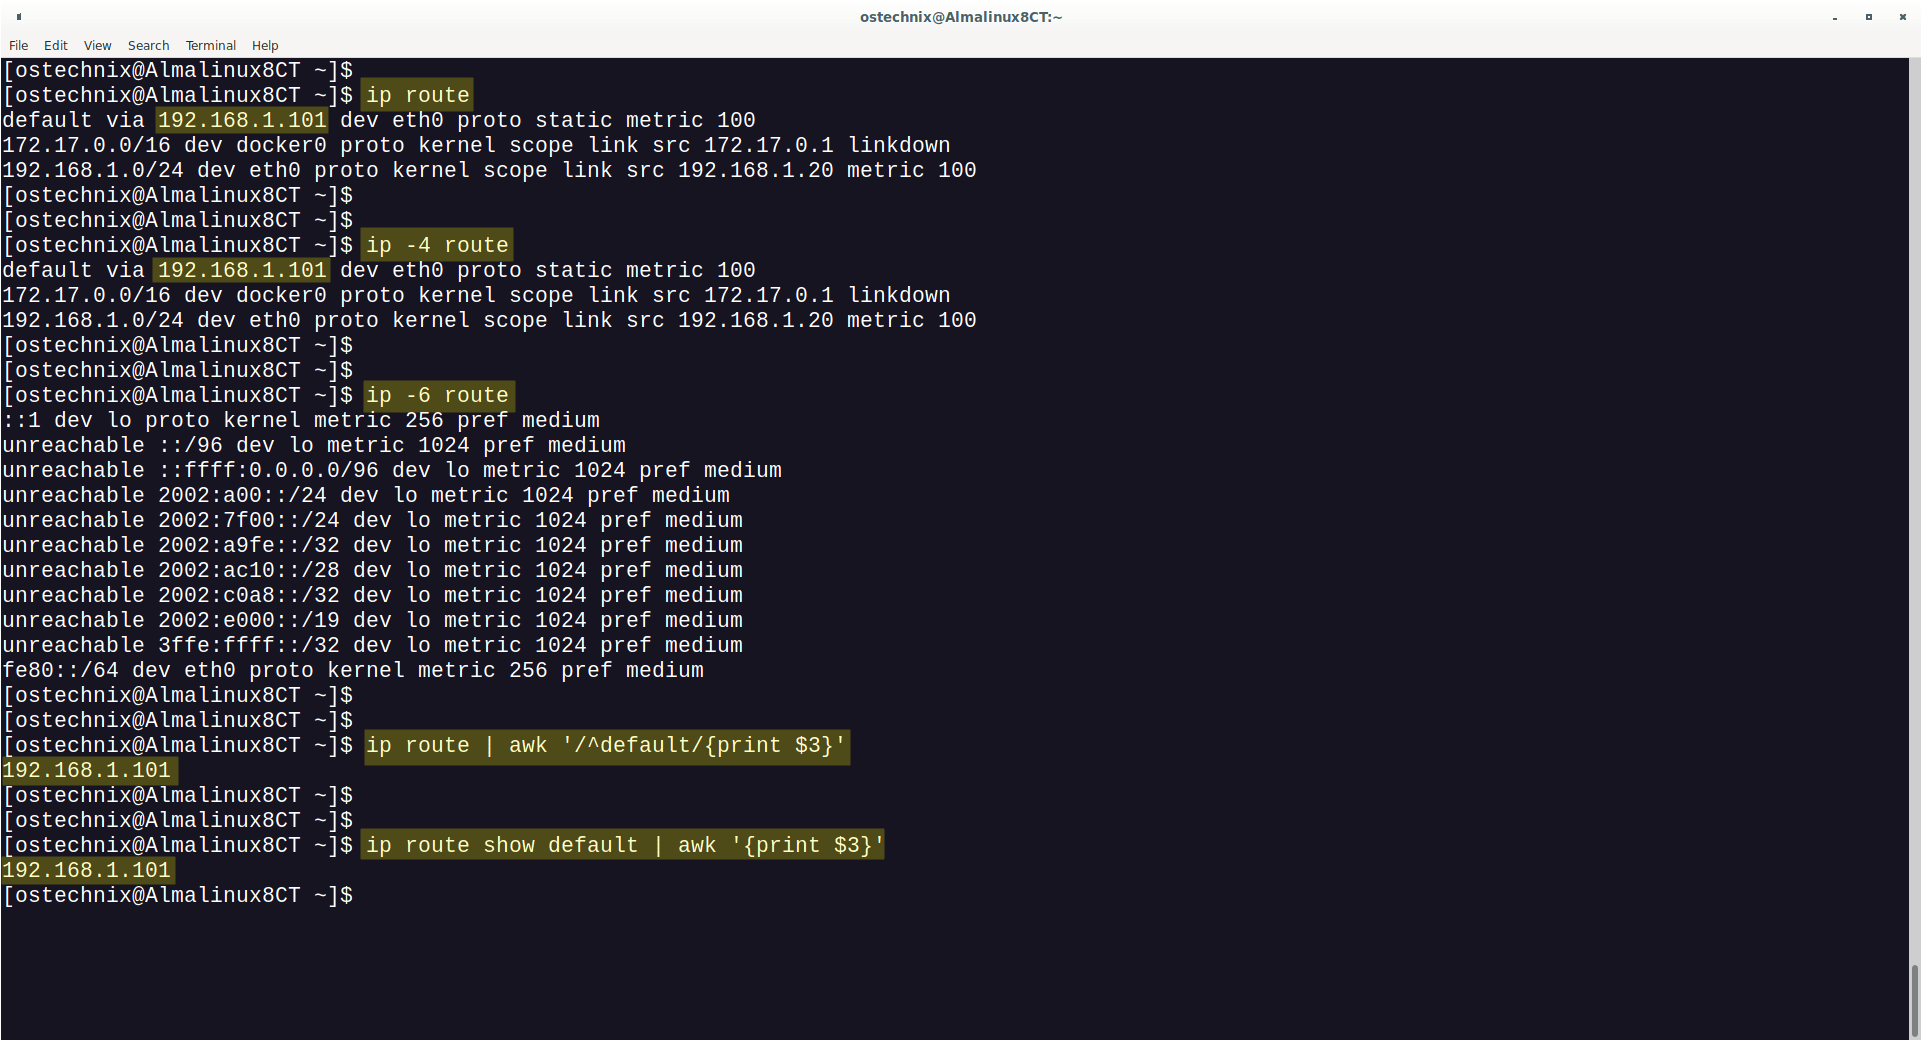 ostechnix@Almalinux8CT:~
File Edit View Search Terminal Help
[ostechnix@Almalinux8CT ~]$
[ostechnix@Almalinux8CT ~]$ ip route
default via 192.168.1.101 dev eth0 proto static metric 100
172.17.0.0/16 dev docker0 proto kernel scope link src 172.17.0.1 linkdown
192.168.1.0/24 dev eth0 proto kernel scope link src 192.168.1.20 metric 100
[ostechnix@Almalinux8CT ~]$
[ostechnix@Almalinux8CT ~]$
[ostechnix@Almalinux8CT ~]$ ip -4 route
default via 192.168.1.101 dev eth0 proto static metric 100
172.17.0.0/16 dev docker0 proto kernel scope link src 172.17.0.1 linkdown
192.168.1.0/24 dev eth0 proto kernel scope link src 192.168.1.20 metric 100
[ostechnix@Almalinux8CT ~]$
[ostechnix@Almalinux8CT ~]$
[ostechnix@Almalinux8CT ~]$ ip -6 route
::1 dev lo proto kernel metric 256 pref medium
unreachable ::/96 dev lo metric 1024 pref medium
unreachable ::ffff:0.0.0.0/96 dev lo metric 1024 pref medium
unreachable 2002:a00::/24 dev lo metric 1024 pref medium
unreachable 2002:7f00::/24 dev lo metric 1024 pref medium
unreachable 2002:a9fe::/32 dev lo metric 1024 pref medium
unreachable 2002:ac10::/28 dev lo metric 1024 pref medium
unreachable 2002:c0a8::/32 dev lo metric 1024 pref medium
unreachable 2002:e000::/19 dev lo metric 1024 pref medium
unreachable 3ffe:ffff::/32 dev lo metric 1024 pref medium
fe80::/64 dev eth0 proto kernel metric 256 pref medium
[ostechnix@Almalinux8CT ~]$
[ostechnix@Almalinux8CT ~]$
[ostechnix@Almalinux8CT ~]$ ip route | awk '/^default/{print $3}'
192.168.1.101
[ostechnix@Almalinux8CT ~]$
[ostechnix@Almalinux8CT ~]$
[ostechnix@Almalinux8CT ~]$ ip route show default | awk '{print $3}'
192.168.1.101
[ostechnix@Almalinux8CT ~]$